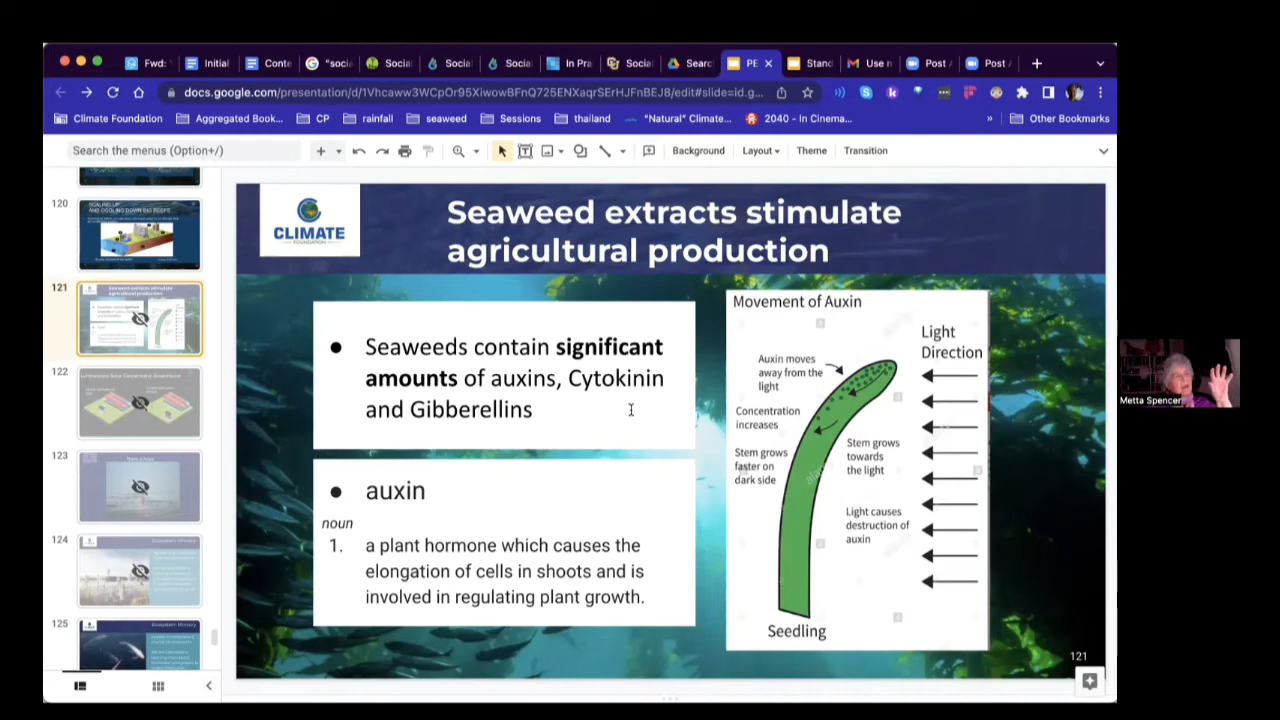 Fwd:
Initial
Conte
"socia
Social
Social
Social
In Pra
Social
Searc
PE
Stand
Use n
Post
Post
docs.google.com/presentation/d/1Vhcaww3WCpOr95XiwowBFnQ725ENXaqrSErHJFnBEJ8/edit#slide=id.g...
Climate Foundation
Aggregated Book...
CP
rainfall
seaweed
Sessions
thailand
"Natural" Climate...
2040 - In Cinema...
»
Other Bookmarks
Search the menus (Option+/)
Background
Layout
Theme
Transition
120
121
122
123
124
125
CLIMATE
FOUNDATION
Seaweed extracts stimulate
agricultural production
● Seaweeds contain significant
amounts of auxins, Cytokinin
and Gibberellins
● auxin
noun
1. a plant hormone which causes the
elongation of cells in shoots and is
involved in regulating plant growth.
Movement of Auxin
Light
Direction
Auxin moves
away from the
light
Concentration
increases
Stem grows
faster on
dark side
Stem grows
towards
the light
Light causes
destruction of
auxin
Seedling
121
Metta Spencer